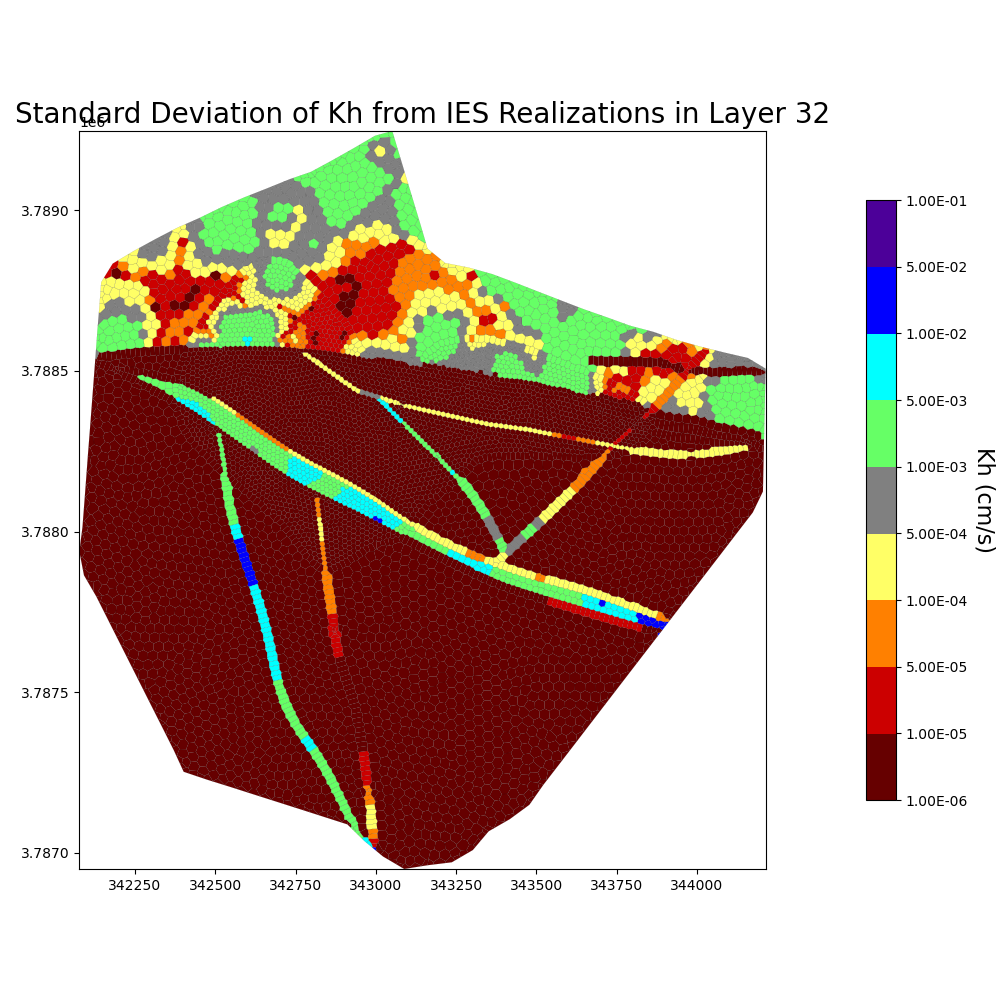 Standard Deviation of Kh from IES Realizations in Layer 32
1e6
3.7890
3.7885
3.7880
3.7875
3.7870
342250 342500 342750 343000 343250 343500 343750 344000
1.00E-01
5.00E-02
1.00E-02
5.00E-03
1.00E-03
5.00E-04
1.00E-04
5.00E-05
1.00E-05
1.00E-06
Kh (cm/s)